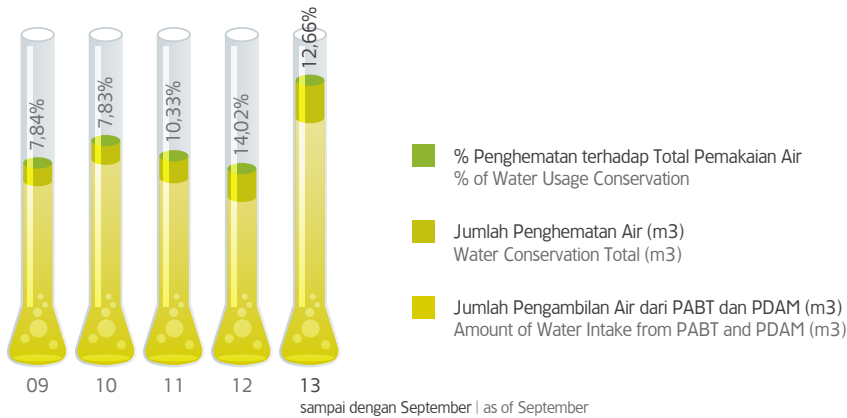 7,84%
7,83%
10,33%
14,02%
12,66%
% Penghematan terhadap Total Pemakaian Air
% of Water Usage Conservation
Jumlah Penghematan Air (m3)
Water Conservation Total (m3)
Jumlah Pengambilan Air dari PABT dan PDAM (m3)
Amount of Water Intake from PABT and PDAM (m3)
09 10 11 12 13
sampai dengan September | as of September